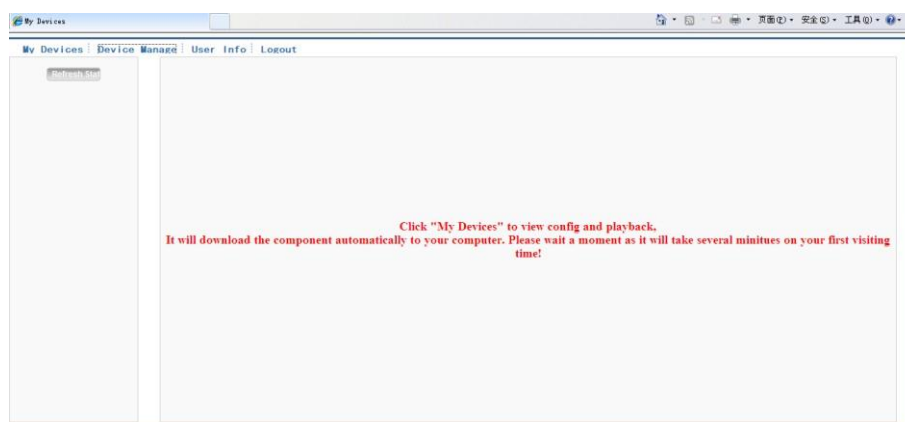 My Devices
页面(P) 安全(S) 工具(O)
My Devices Device Manage User Info Logout
Refresh Stat
Click "My Devices" to view config and playback,
It will download the component automatically to your computer. Please wait a moment as it will take several minitues on your first visiting
time!